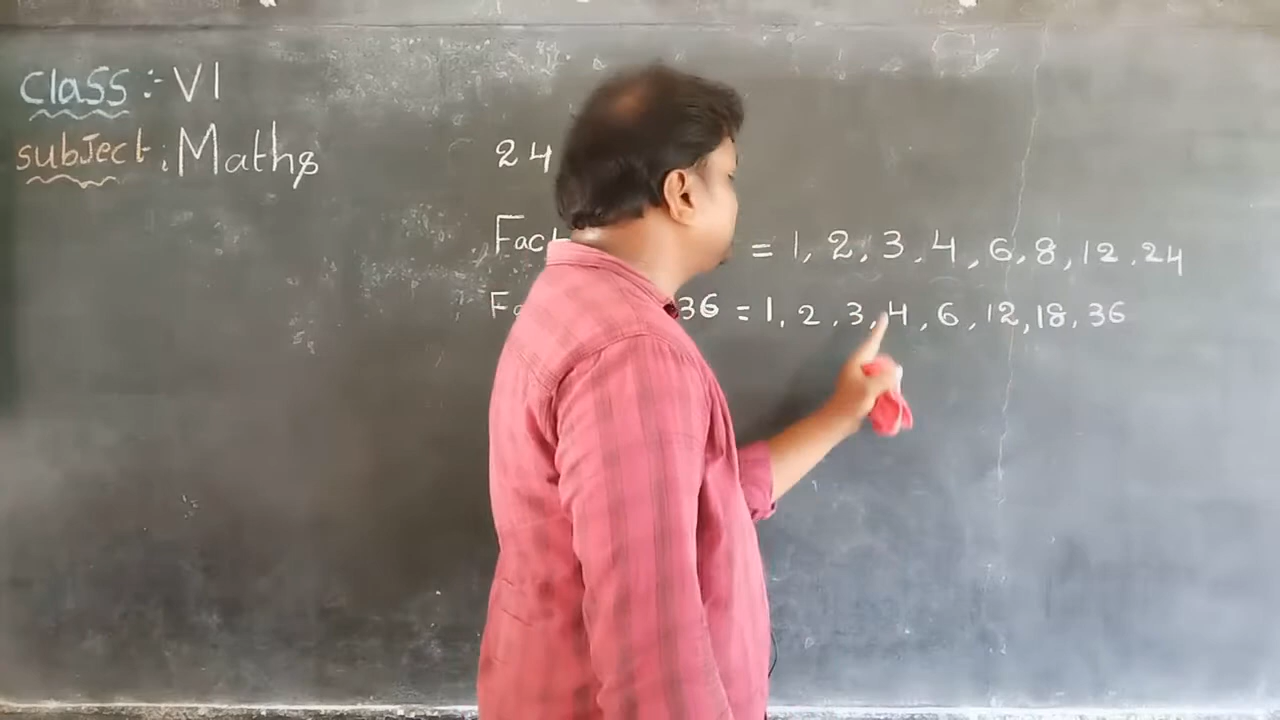 Class :- VI
Subject : Maths
24
= 1, 2, 3, 4, 6, 8, 12, 24
36 = 1, 2, 3, 4, 6, 12, 18, 36